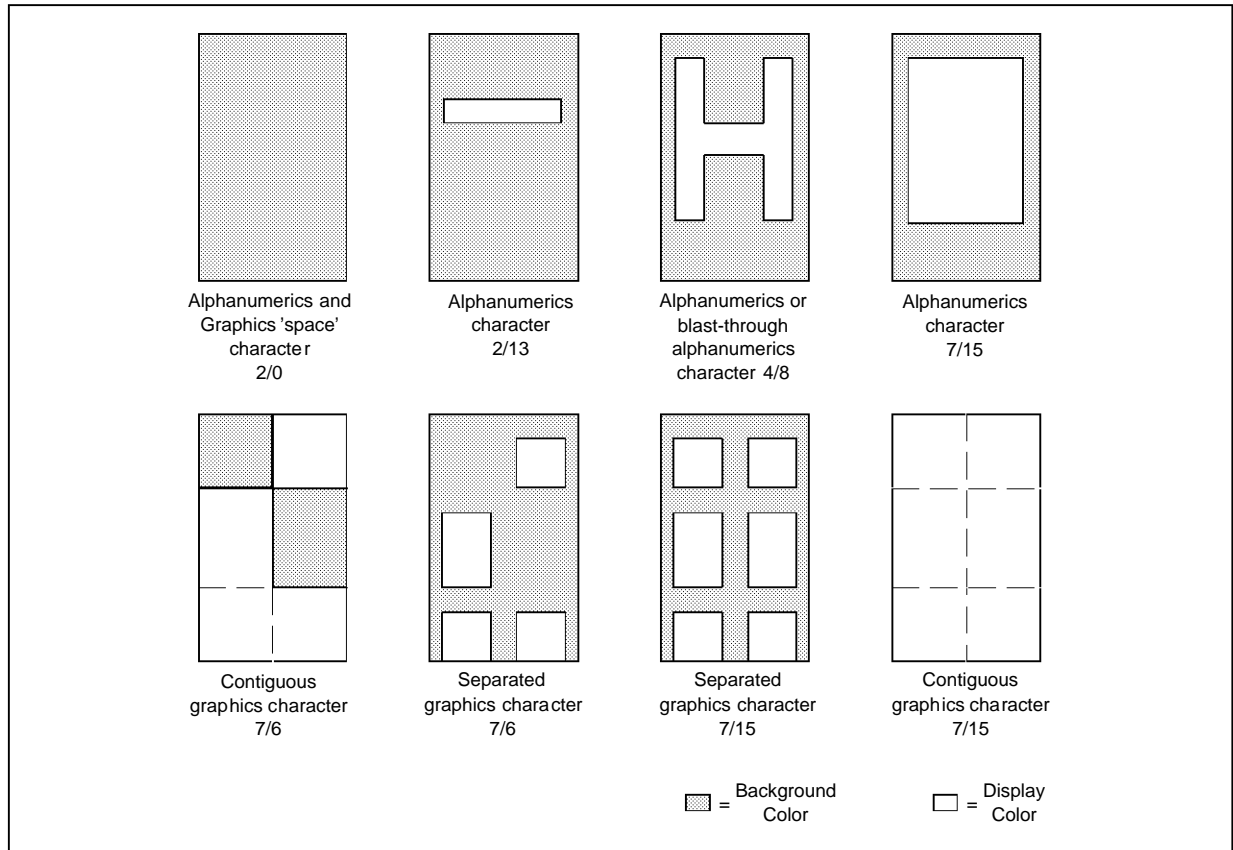 Alphanumerics and
Graphics 'space'
character
2/0
Alphanumerics
character
2/13
Alphanumerics or
blast-through
alphanumerics
character 4/8
Alphanumerics
character
7/15
Contiguous
graphics character
7/6
Separated
graphics character
7/6
Separated
graphics character
7/15
Contiguous
graphics character
7/15
= Background
Color
= Display
Color